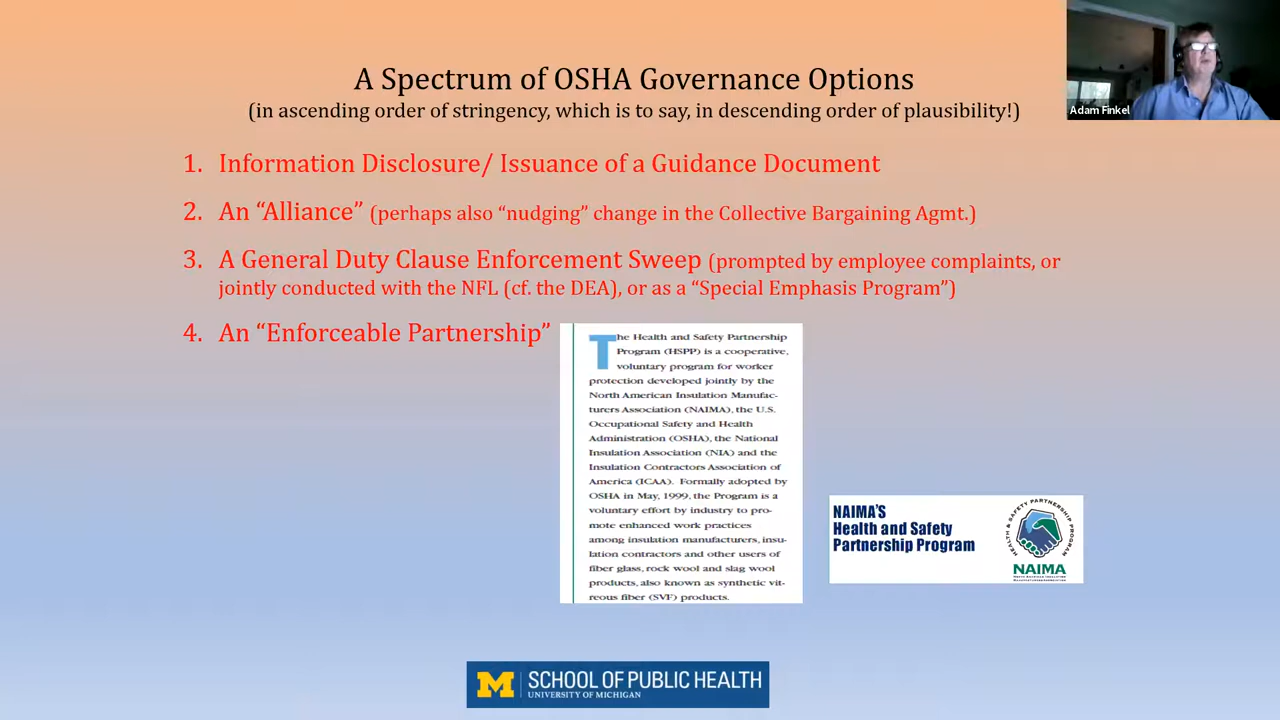 A Spectrum of OSHA Governance Options
(in ascending order of stringency, which is to say, in descending order of plausibility!)
Adam Finkel
1. Information Disclosure/ Issuance of a Guidance Document
2. An “Alliance” (perhaps also “nudging” change in the Collective Bargaining Agmt.)
3. A General Duty Clause Enforcement Sweep (prompted by employee complaints, or
jointly conducted with the NFL (cf. the DEA), or as a “Special Emphasis Program”)
4. An “Enforceable Partnership”
The Health and Safety Partnership
Program (HSPP) is a cooperative,
voluntary program for worker
protection developed jointly by the
North American Insulation Manufac-
turers Association (NAIMA), the U.S.
Occupational Safety and Health
Administration (OSHA), the National
Insulation Association (NIA) and the
Insulation Contractors Association of
America (ICAA). Formally adopted by
OSHA in May, 1999, the Program is a
voluntary effort by industry to pro-
mote enhanced work practices
among insulation manufacturers, insu-
lation contractors and other users of
fiber glass, rock wool and slag wool
products, also known as synthetic vit-
reous fiber (SVF) products.
NAIMA'S
Health and Safety
Partnership Program
HEALTH & SAFETY PARTNERSHIP PROGRAM
NAIMA
M SCHOOL OF PUBLIC HEALTH
UNIVERSITY OF MICHIGAN